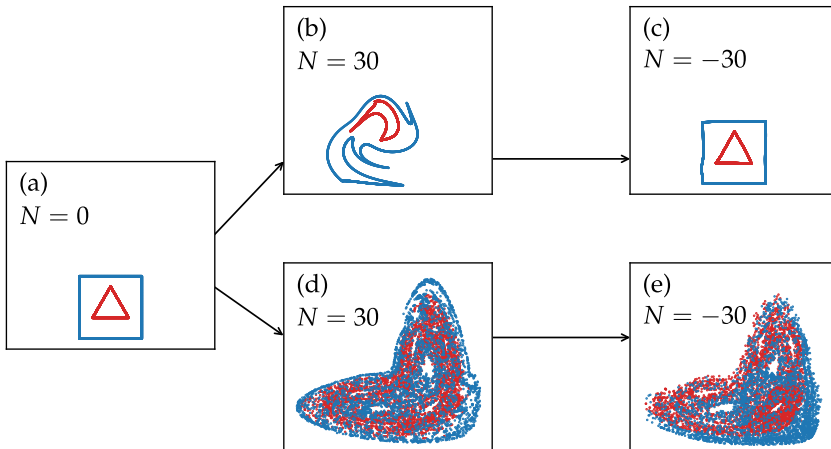 (a)
N = 0
(b)
N = 30
(c)
N = −30
(d)
N = 30
(e)
N = −30